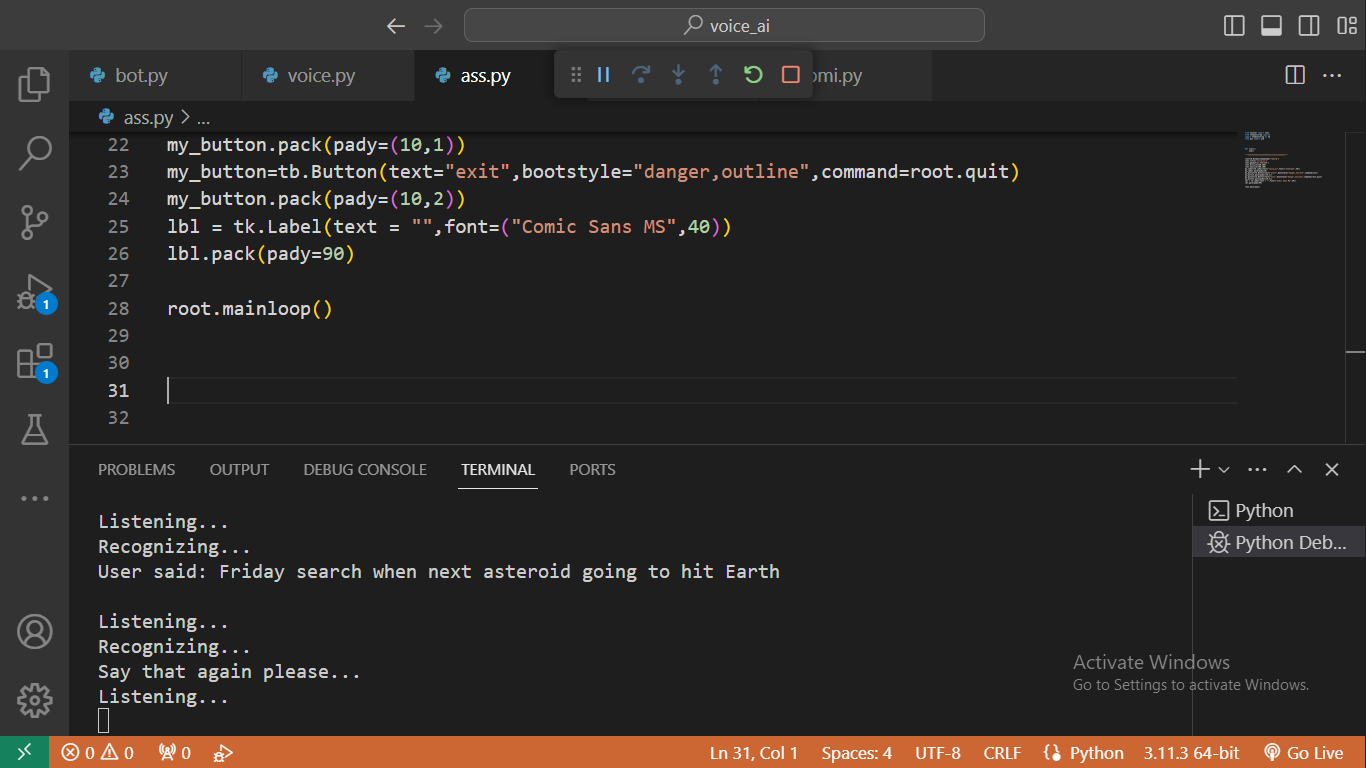 voice_ai
bot.py
voice.py
ass.py
omi.py
ass.py > ...
22 my_button.pack(pady=(10,1))
23 my_button=tb.Button(text="exit",bootstyle="danger,outline",command=root.quit)
24 my_button.pack(pady=(10,2))
25 lbl = tk.Label(text = "",font=("Comic Sans MS",40))
26 lbl.pack(pady=90)
27
28 root.mainloop()
29
30
31
32
1
1
PROBLEMS OUTPUT DEBUG CONSOLE TERMINAL PORTS
Listening...
Recognizing...
User said: Friday search when next asteroid going to hit Earth
Listening...
Recognizing...
Say that again please...
Listening...
Python
Python Deb...
Activate Windows
Go to Settings to activate Windows.
0 0 0 Ln 31, Col 1 Spaces: 4 UTF-8 CRLF Python 3.11.3 64-bit Go Live